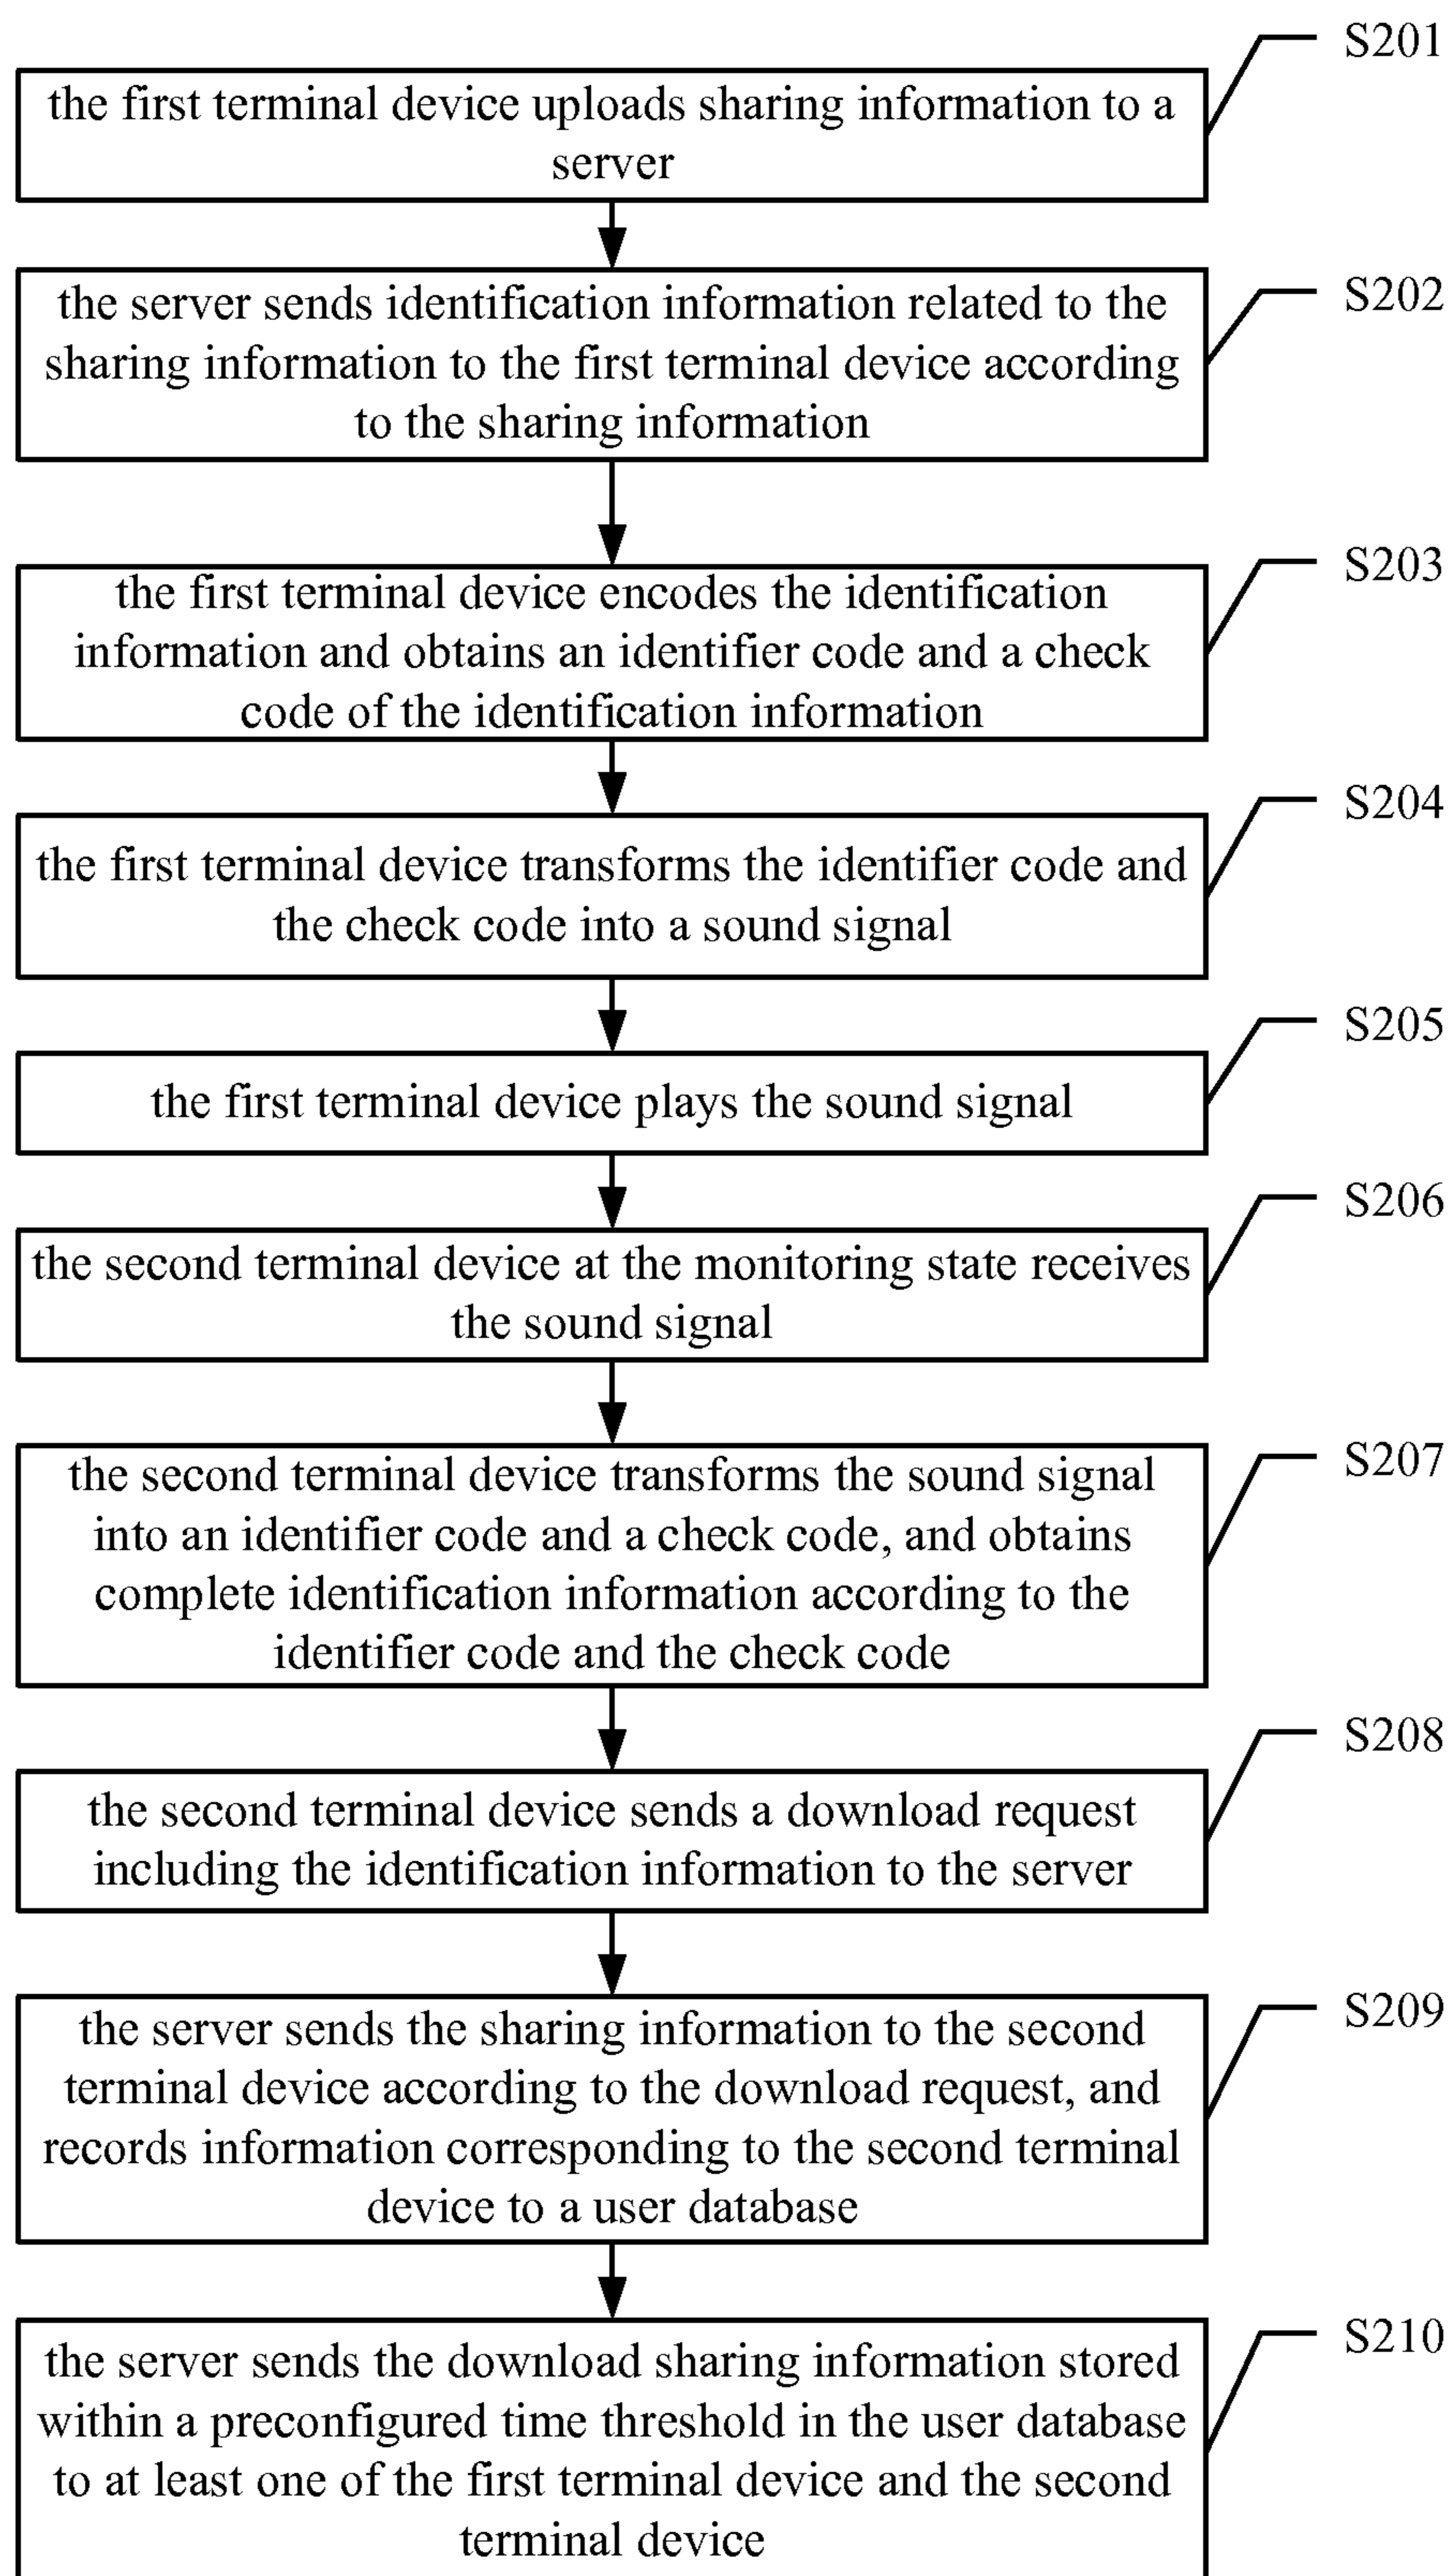 S201
the first terminal device uploads sharing information to a
server
S202
the server sends identification information related to the
sharing information to the first terminal device according
to the sharing information
S203
the first terminal device encodes the identification
information and obtains an identifier code and a check
code of the identification information
S204
the first terminal device transforms the identifier code and
the check code into a sound signal
S205
the first terminal device plays the sound signal
S206
the second terminal device at the monitoring state receives
the sound signal
S207
the second terminal device transforms the sound signal
into an identifier code and a check code, and obtains
complete identification information according to the
identifier code and the check code
S208
the second terminal device sends a download request
including the identification information to the server
S209
the server sends the sharing information to the second
terminal device according to the download request, and
records information corresponding to the second terminal
device to a user database
S210
the server sends the download sharing information stored
within a preconfigured time threshold in the user database
to at least one of the first terminal device and the second
terminal device